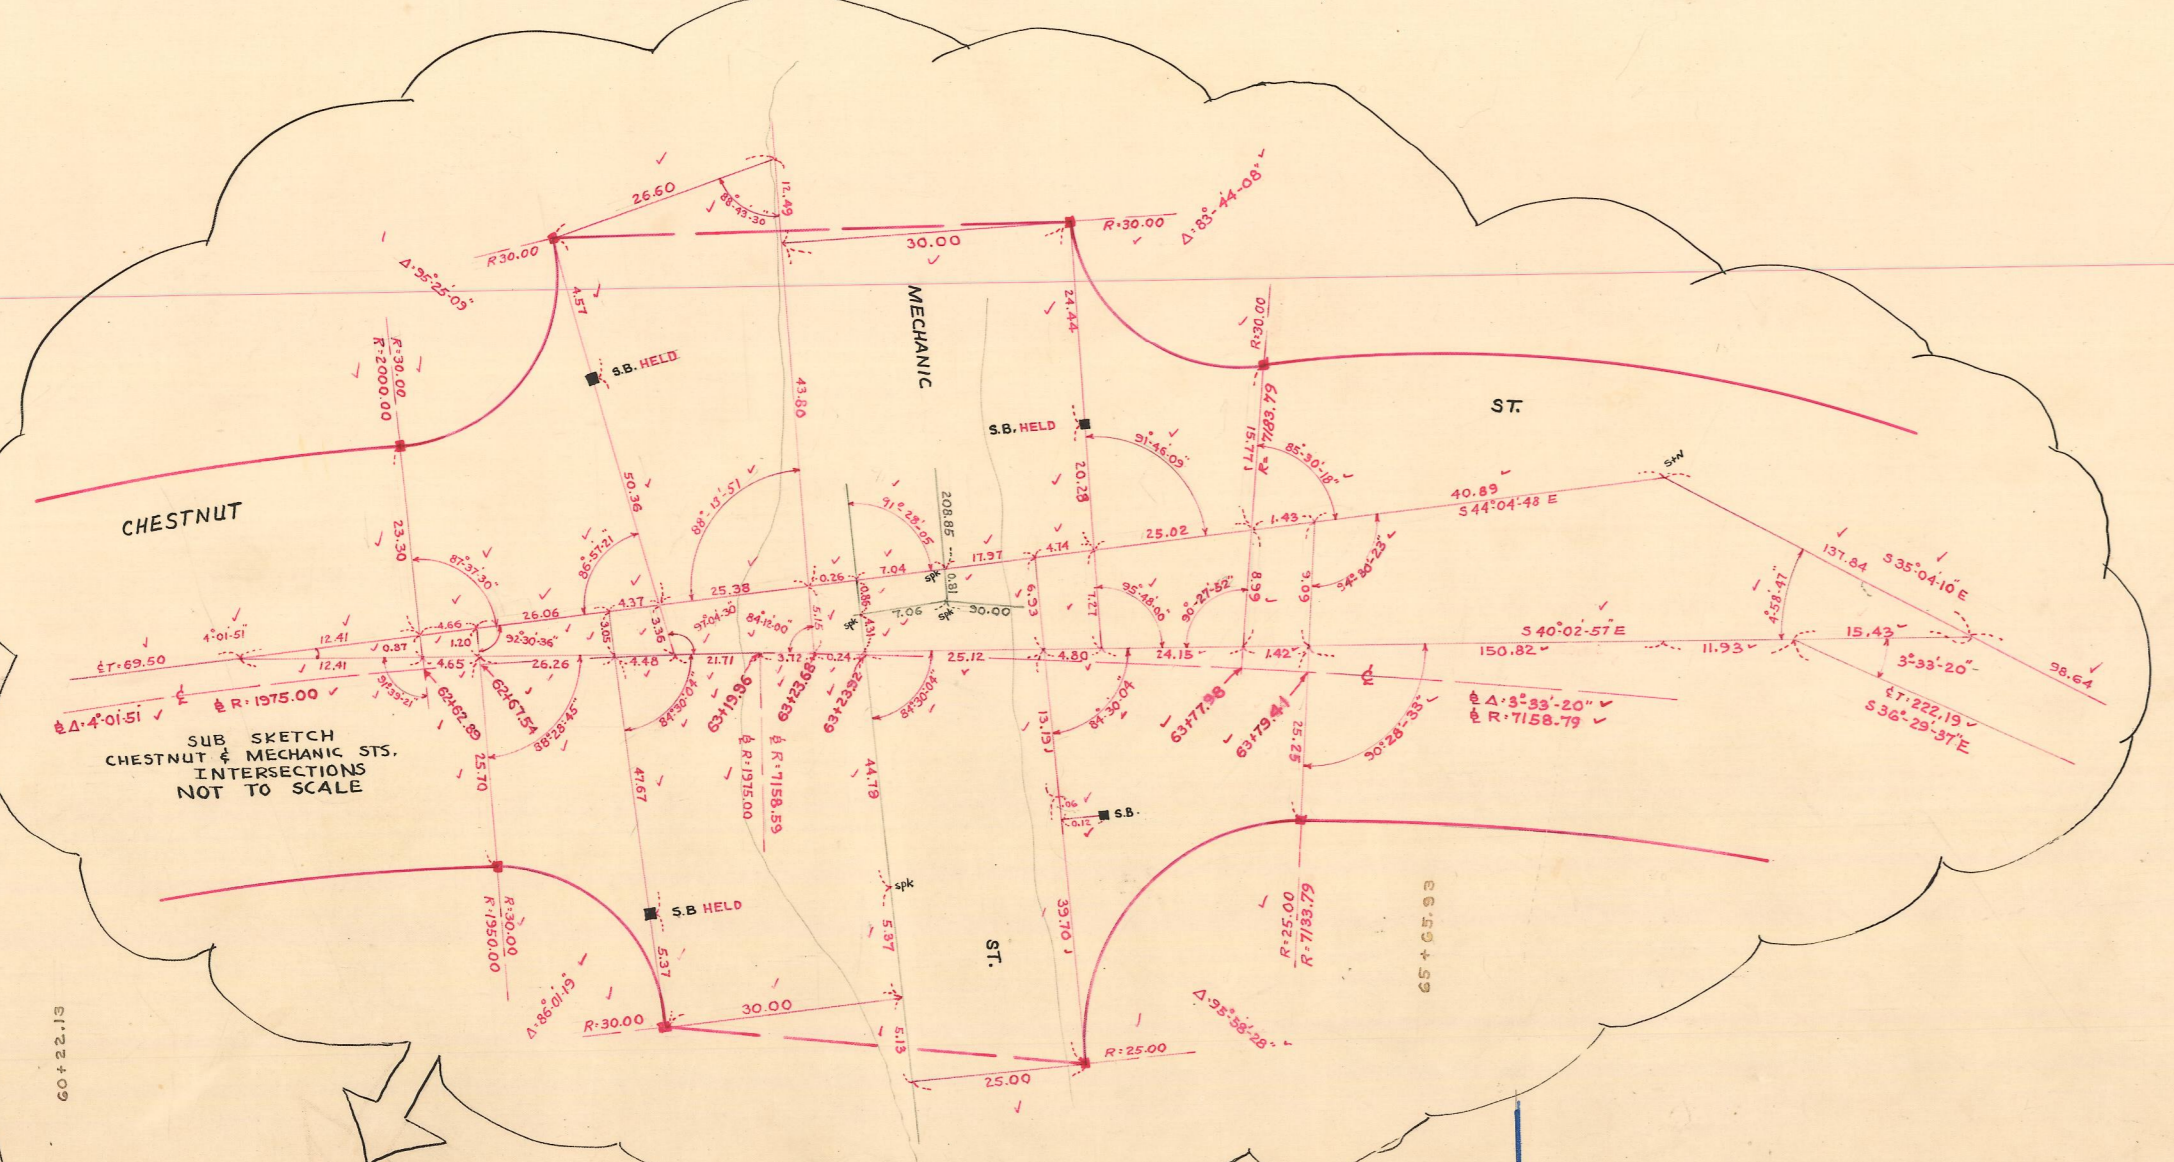 26.60
88-43-30
12.49
R30.00
Δ=95°-25'-09"
30.00
R=30.00
Δ=83°-44'-08"
4.57
S.B. HELD
MECHANIC
24.44
R=30.00
R=30.00
R=2000.00
43.80
S.B. HELD
R=7183.79
15.77
ST.
CHESTNUT
23.30
50.36
88°-13'-51
91°-28'-05
208.85
20.28
91°-46'-09"
85°-30'-18"
40.89
S44°-04'-48 E
S+N
137.84
S35°-04'-10" E
4°-58'-47"
87°-37'-30"
86°-57'-21
4.37
25.38
0.26
7.04
spk
0.81
17.97
4.74
25.02
1.43
94°-30'-23"
4°-01'-51"
12.41
4.66
26.06
1.20
92°30'-36"
3.05
3.36
97°04'-30
84°-12'-00"
5.15
0.86
4.31
7.06
spk
spk
30.00
6.93
7.27
95°-48'-00"
90°-27'-52"
8.99
9.09
S 40°-02'-57" E
15.43
₵T=69.50
12.41
0.87
4.65
26.26
4.48
21.71
3.72
0.24
25.12
4.80
24.15
1.42
150.82
11.93
3°-33'-20"
98.64
₵T=222.19
S 36°-29'-37"E
℄ Δ=4°-01'-51
℄
℄ R=1975.00
94°-39'-21
62+62.89
62+67.54
88°-28'-45"
84°-30'-04"
63+19.96
63+23.68
63+23.92
84°30'-04"
84°-30'-04
63+77.98
63+79.41
90°-28'-33"
℄
℄ Δ=3°-33'-20"
℄ R=7158.79
SUB SKETCH
CHESTNUT & MECHANIC STS.
INTERSECTIONS
NOT TO SCALE
25.70
47.67
℄ R=1975.00
℄ R=7158.59
44.78
13.19
.06
0.12
S.B.
25.25
spk
S.B HELD
R=30.00
R=1950.00
5.37
5.37
39.70
R=25.00
R=7133.79
65+65.93
Δ=86°-01'-19"
R=30.00
30.00
5.13
R=25.00
25.00
Δ=95°-58'-28"
60+22.13